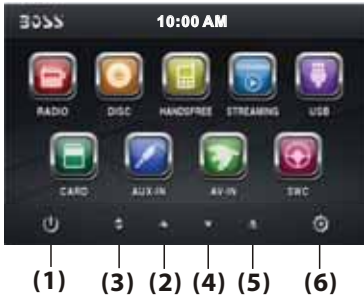 BOSS 10:00 AM
RADIO DISC HANDSFREE STREAMING USB
CARD AUX-IN AV-IN SWC
(1) (3) (2) (4) (5) (6)